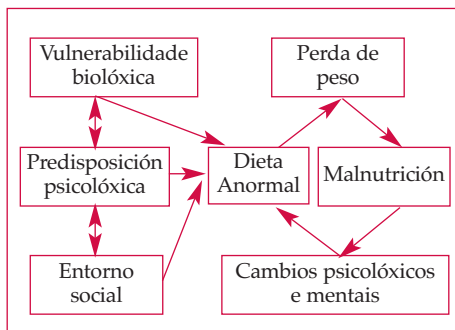 Vulnerabilidade
biolóxica
Perda de
peso
Predisposición
psicolóxica
Dieta
Anormal
Malnutrición
Entorno
social
Cambios psicolóxicos
e mentais